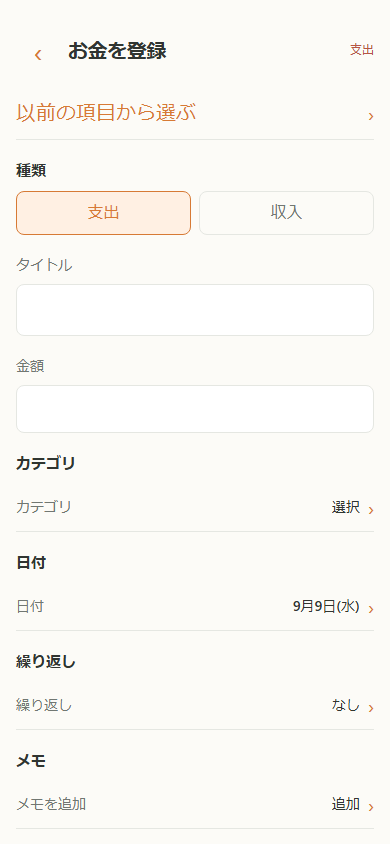 ‹ お金を登録 支出
以前の項目から選ぶ ›
種類
支出 収入
タイトル
金額
カテゴリ
カテゴリ 選択 ›
日付
日付 9月9日(水) ›
繰り返し
繰り返し なし ›
メモ
メモを追加 追加 ›